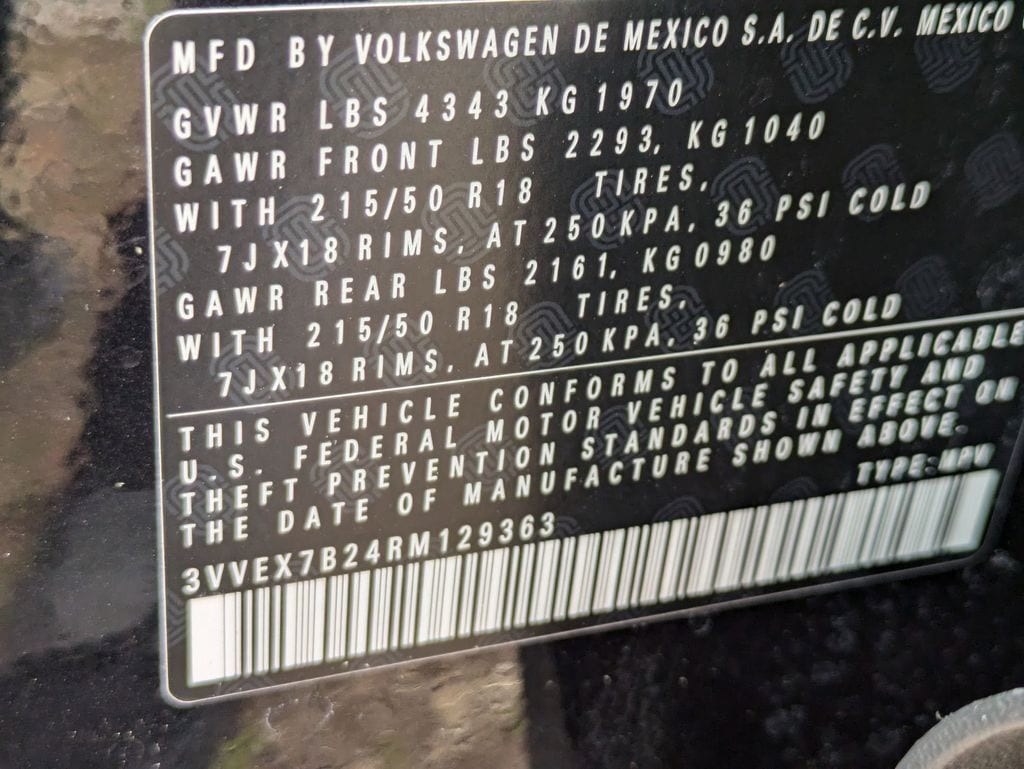 MFD BY VOLKSWAGEN DE MEXICO S.A. DE C.V. MEXICO
GVWR LBS 4343 KG 1970
GAWR FRONT LBS 2293, KG 1040
WITH 215/50 R18 TIRES,
7JX18 RIMS, AT 250 KPA, 36 PSI COLD
GAWR REAR LBS 2161, KG 0980
WITH 215/50 R18 TIRES,
7JX18 RIMS, AT 250 KPA, 36 PSI COLD
THIS VEHICLE CONFORMS TO ALL APPLICABLE
U.S. FEDERAL MOTOR VEHICLE SAFETY AND
THEFT PREVENTION STANDARDS IN EFFECT ON
THE DATE OF MANUFACTURE SHOWN ABOVE.
TYPE: MPV
3VVEX7B24RM129363